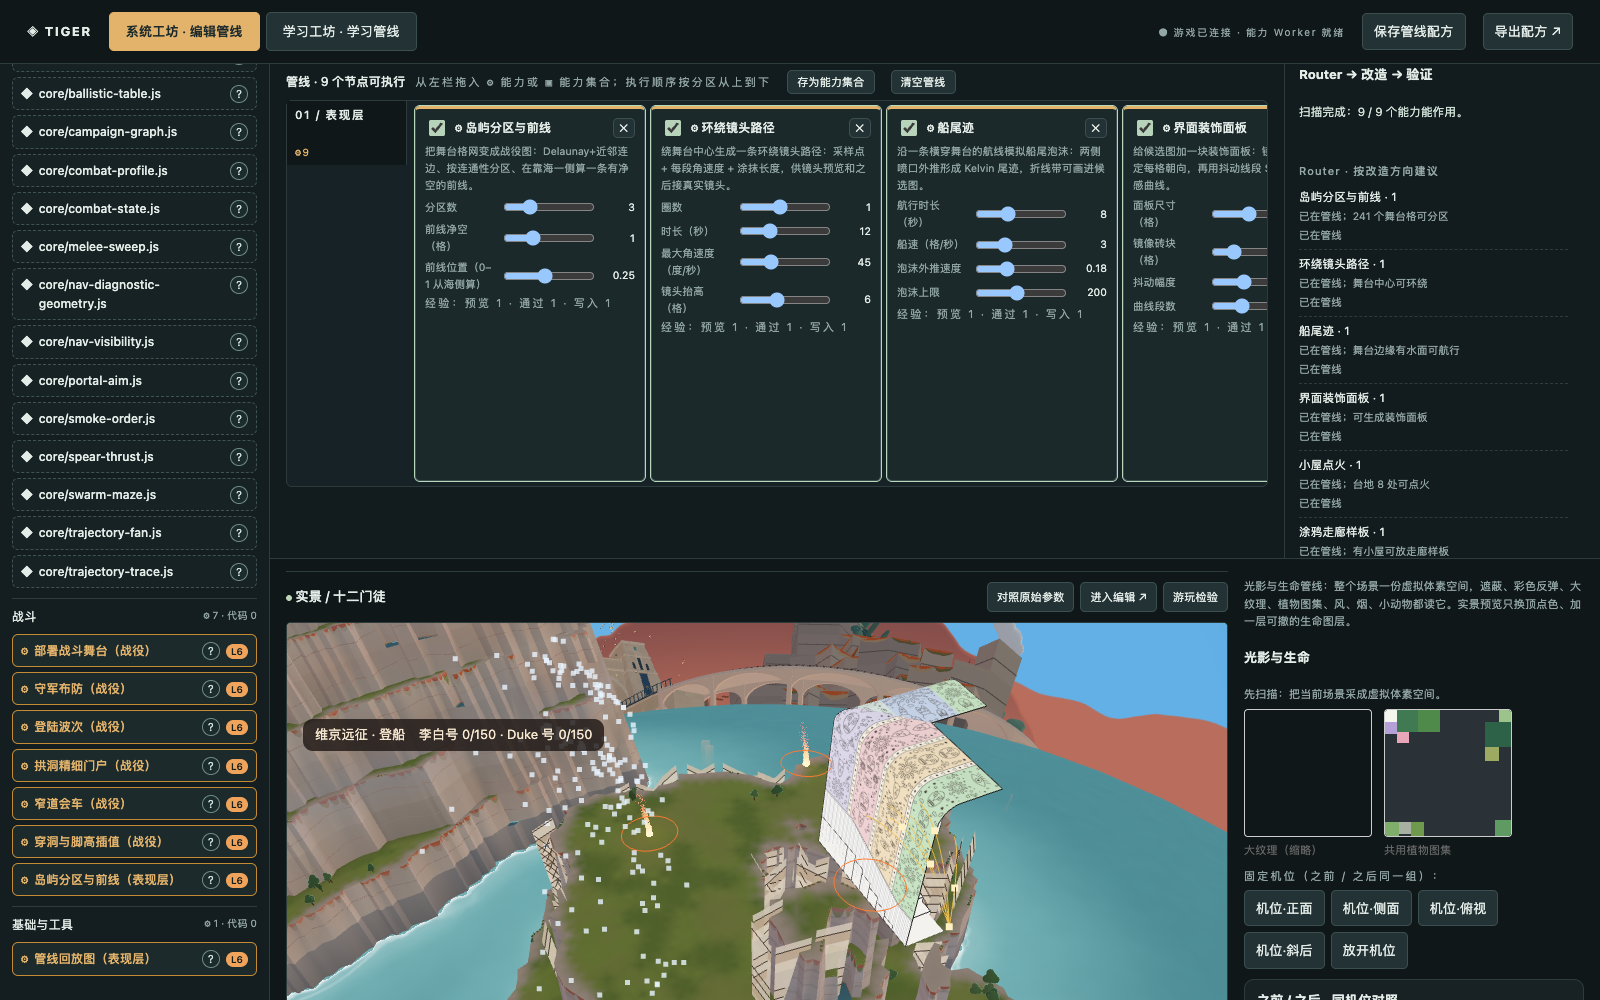 ◈ TIGER
系统工坊 · 编辑管线
学习工坊 · 学习管线
游戏已连接 · 能力 Worker 就绪
保存管线配方
导出配方 ↗
core/ballistic-table.js ?
core/campaign-graph.js ?
core/combat-profile.js ?
core/combat-state.js ?
core/melee-sweep.js ?
core/nav-diagnostic-
geometry.js ?
core/nav-visibility.js ?
core/portal-aim.js ?
core/smoke-order.js ?
core/spear-thrust.js ?
core/swarm-maze.js ?
core/trajectory-fan.js ?
core/trajectory-trace.js ?
战斗 ⚙ 7 · 代码 0
⚙ 部署战斗舞台（战役） ? L6
⚙ 守军布防（战役） ? L6
⚙ 登陆波次（战役） ? L6
⚙ 拱洞精细门户（战役） ? L6
⚙ 窄道会车（战役） ? L6
⚙ 穿洞与脚高插值（战役） ? L6
⚙ 岛屿分区与前线（表现层） ? L6
基础与工具 ⚙ 1 · 代码 0
⚙ 管线回放图（表现层） ? L6
管线 · 9 个节点可执行 从左栏拖入 ⚙ 能力或 ▣ 能力集合；执行顺序按分区从上到下
存为能力集合
清空管线
01 / 表现层
⚙9
⚙ 岛屿分区与前线 ✕
把舞台格网变成战役图：Delaunay+近邻连
边、按连通性分区、在靠海一侧算一条有净
空的前线。
分区数 3
前线净空
（格） 1
前线位置（0–
1 从海侧算） 0.25
经验：预览 1 · 通过 1 · 写入 1
⚙ 环绕镜头路径 ✕
绕舞台中心生成一条环绕镜头路径：采样点
+ 每段角速度 + 涂抹长度，供镜头预览和之
后接真实镜头。
圈数 1
时长（秒） 12
最大角速度
（度/秒） 45
镜头抬高
（格） 6
经验：预览 1 · 通过 1 · 写入 1
⚙ 船尾迹 ✕
沿一条横穿舞台的航线模拟船尾泡沫：两侧
喷口外推形成 Kelvin 尾迹，折线带可画进候
选图。
航行时长
（秒） 8
船速（格/秒） 3
泡沫外推速度 0.18
泡沫上限 200
经验：预览 1 · 通过 1 · 写入 1
⚙ 界面装饰面板
给候选图加一块装饰面板：
定每格朝向，再用抖动线段
感曲线。
面板尺寸
（格）
镜像砖块
（格）
抖动幅度
曲线段数
经验：预览 1 · 通过 1
Router → 改造 → 验证
扫描完成：9 / 9 个能力能作用。
Router · 按改造方向建议
岛屿分区与前线 · 1
已在管线；241 个舞台格可分区
已在管线
环绕镜头路径 · 1
已在管线；舞台中心可环绕
已在管线
船尾迹 · 1
已在管线；舞台边缘有水面可航行
已在管线
界面装饰面板 · 1
已在管线；可生成装饰面板
已在管线
小屋点火 · 1
已在管线；台地 8 处可点火
已在管线
涂鸦走廊样板 · 1
已在管线；有小屋可放走廊样板
实景 / 十二门徒
对照原始参数
进入编辑 ↗
游玩检验
维京远征 · 登船 李白号 0/150 · Duke 号 0/150
光影与生命管线：整个场景一份虚拟体素空间，遮蔽、彩色反弹、大
纹理、植物图集、风、烟、小动物都读它。实景预览只换顶点色、加
一层可撤的生命图层。
光影与生命
先扫描：把当前场景采成虚拟体素空间。
大纹理（缩略）
共用植物图集
固定机位（之前 / 之后同一组）：
机位·正面
机位·侧面
机位·俯视
机位·斜后
放开机位